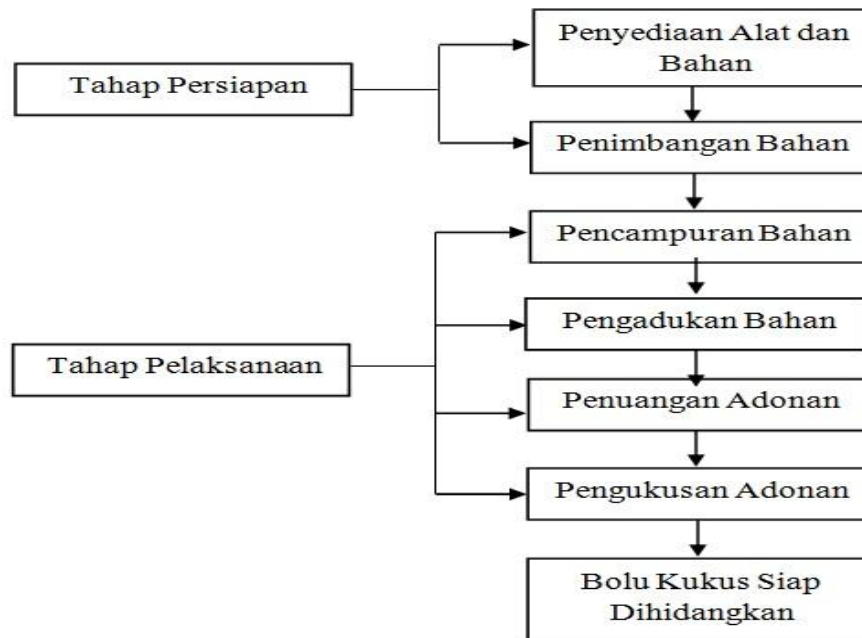 Penyediaan Alat dan
Bahan
Tahap Persiapan
Penimbangan Bahan
Pencampuran Bahan
Pengadukan Bahan
Tahap Pelaksanaan
Penuangan Adonan
Pengukusan Adonan
Bolu Kukus Siap
Dihidangkan